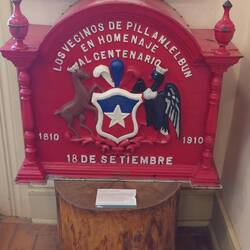 LOS VECINOS DE PILLANLELBUN
EN HOMENAJE
AL CENTENARIO
1810
1910
18 DE SETIEMBRE